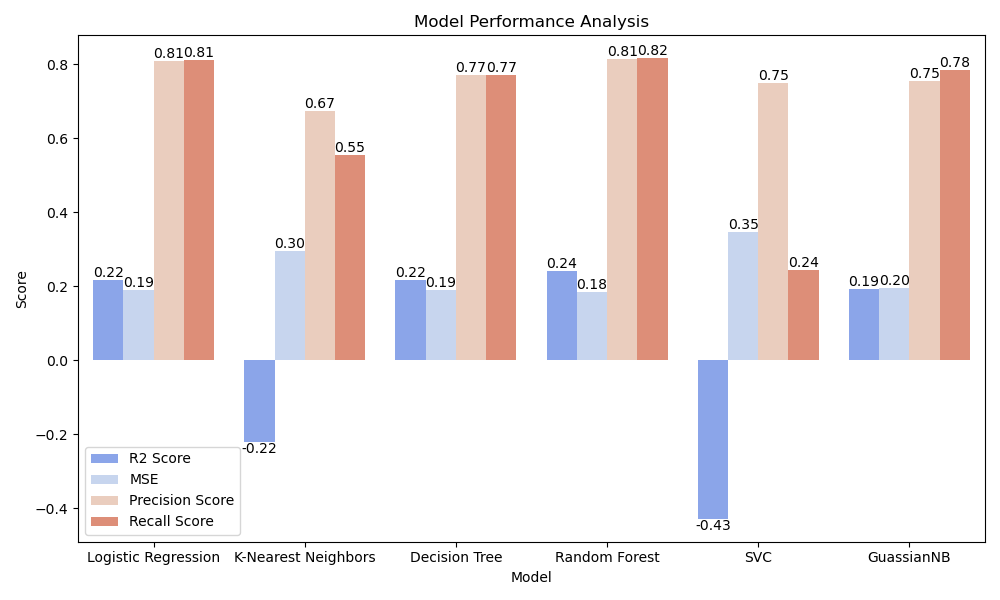 Model Performance Analysis
Score
0.8
0.6
0.4
0.2
0.0
−0.2
−0.4
0.22
0.19
0.81
0.81
-0.22
0.30
0.67
0.55
0.22
0.19
0.77
0.77
0.24
0.18
0.81
0.82
-0.43
0.35
0.75
0.24
0.19
0.20
0.75
0.78
R2 Score
MSE
Precision Score
Recall Score
Logistic Regression
K-Nearest Neighbors
Decision Tree
Random Forest
SVC
GuassianNB
Model